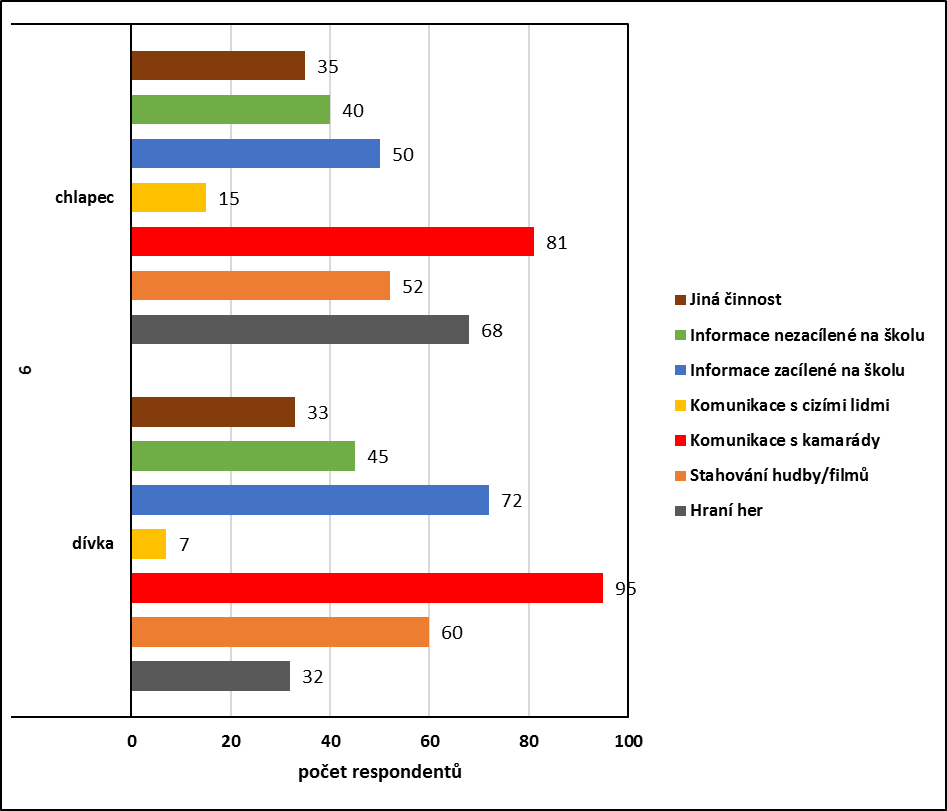 chlapec
35
40
50
15
81
52
68
6
dívka
33
45
72
7
95
60
32
0 20 40 60 80 100
počet respondentů
Jiná činnost
Informace nezacílené na školu
Informace zacílené na školu
Komunikace s cizími lidmi
Komunikace s kamarády
Stahování hudby/filmů
Hraní her